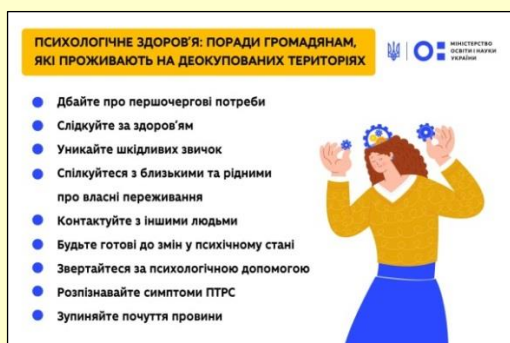 ПСИХОЛОГІЧНЕ ЗДОРОВ'Я: ПОРАДИ ГРОМАДЯНАМ,
ЯКІ ПРОЖИВАЮТЬ НА ДЕОКУПОВАНИХ ТЕРИТОРІЯХ
МІНІСТЕРСТВО
ОСВІТИ І НАУКИ
УКРАЇНИ
Дбайте про першочергові потреби
Слідкуйте за здоров'ям
Уникайте шкідливих звичок
Спілкуйтеся з близькими та рідними
про власні переживання
Контактуйте з іншими людьми
Будьте готові до змін у психічному стані
Звертайтеся за психологічною допомогою
Розпізнавайте симптоми ПТРС
Зупиняйте почуття провини